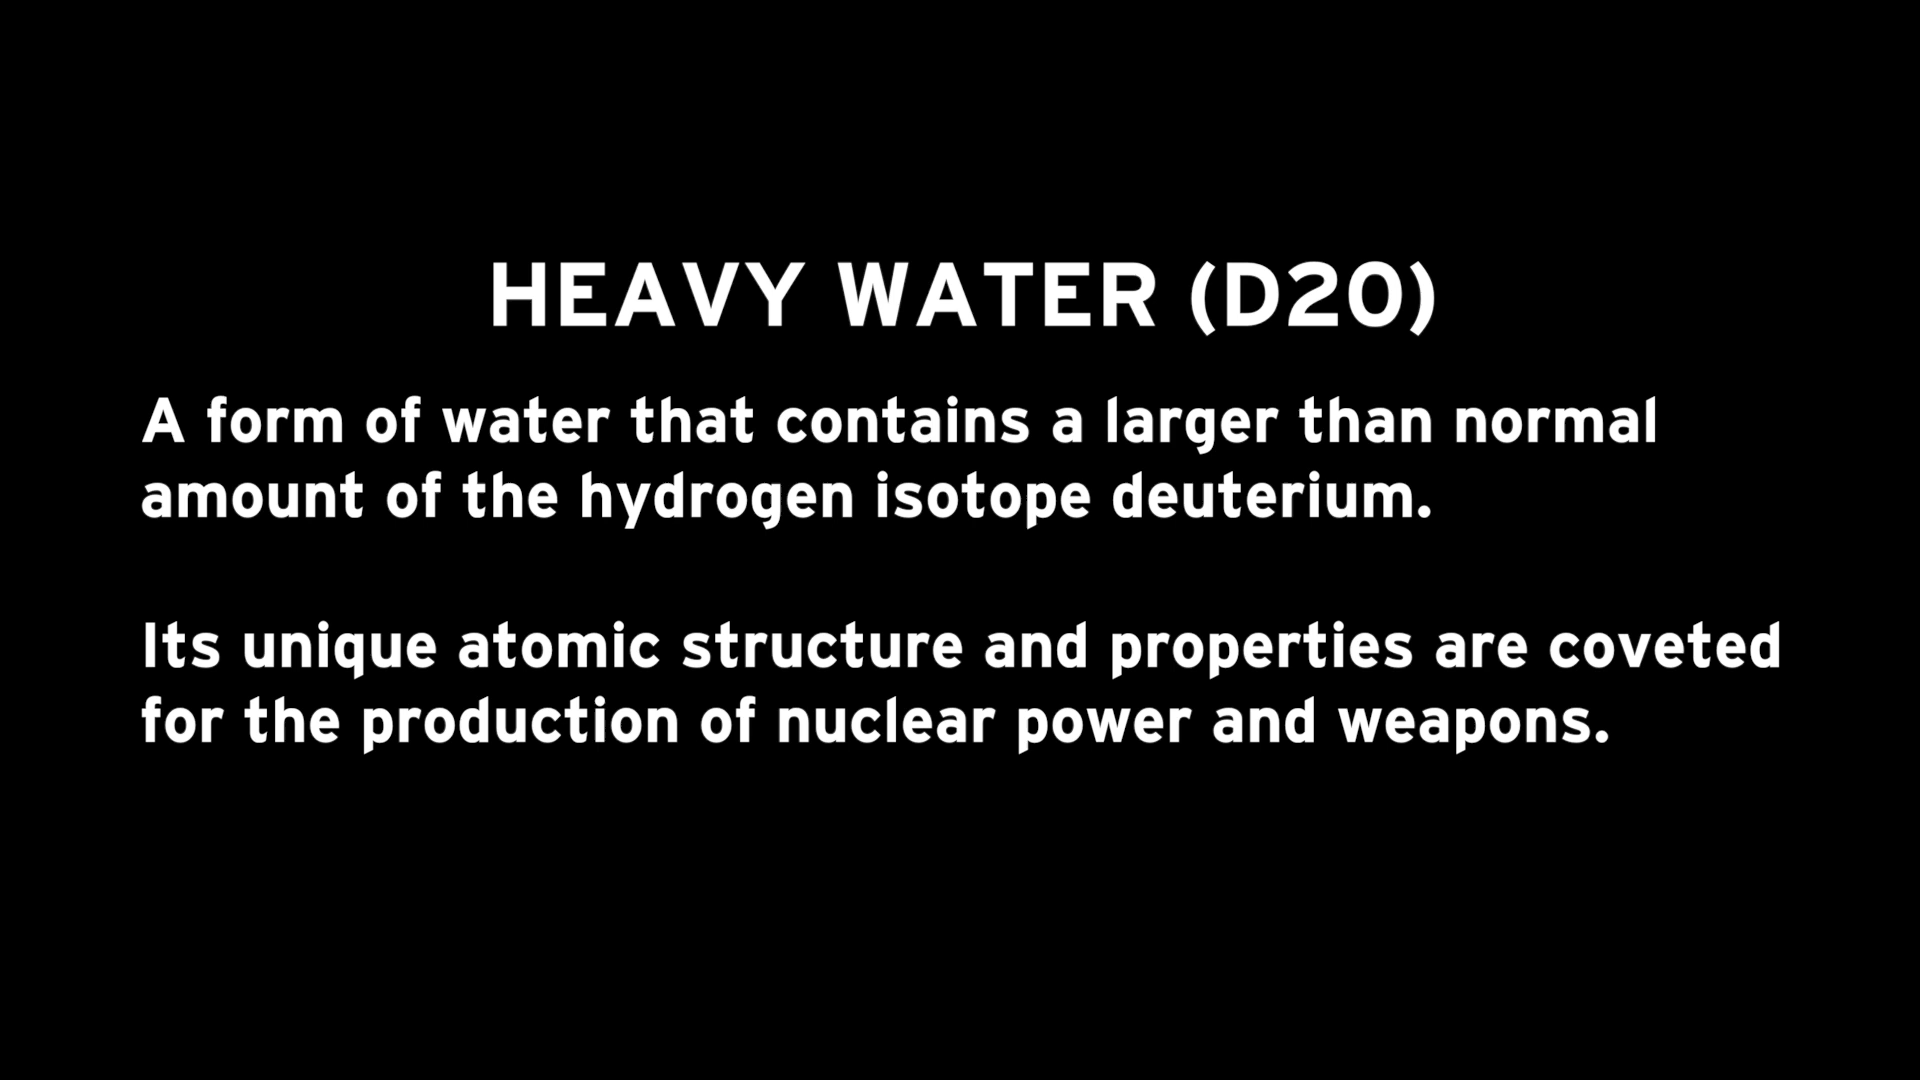 HEAVY WATER (D20)
A form of water that contains a larger than normal
amount of the hydrogen isotope deuterium.
Its unique atomic structure and properties are coveted
for the production of nuclear power and weapons.